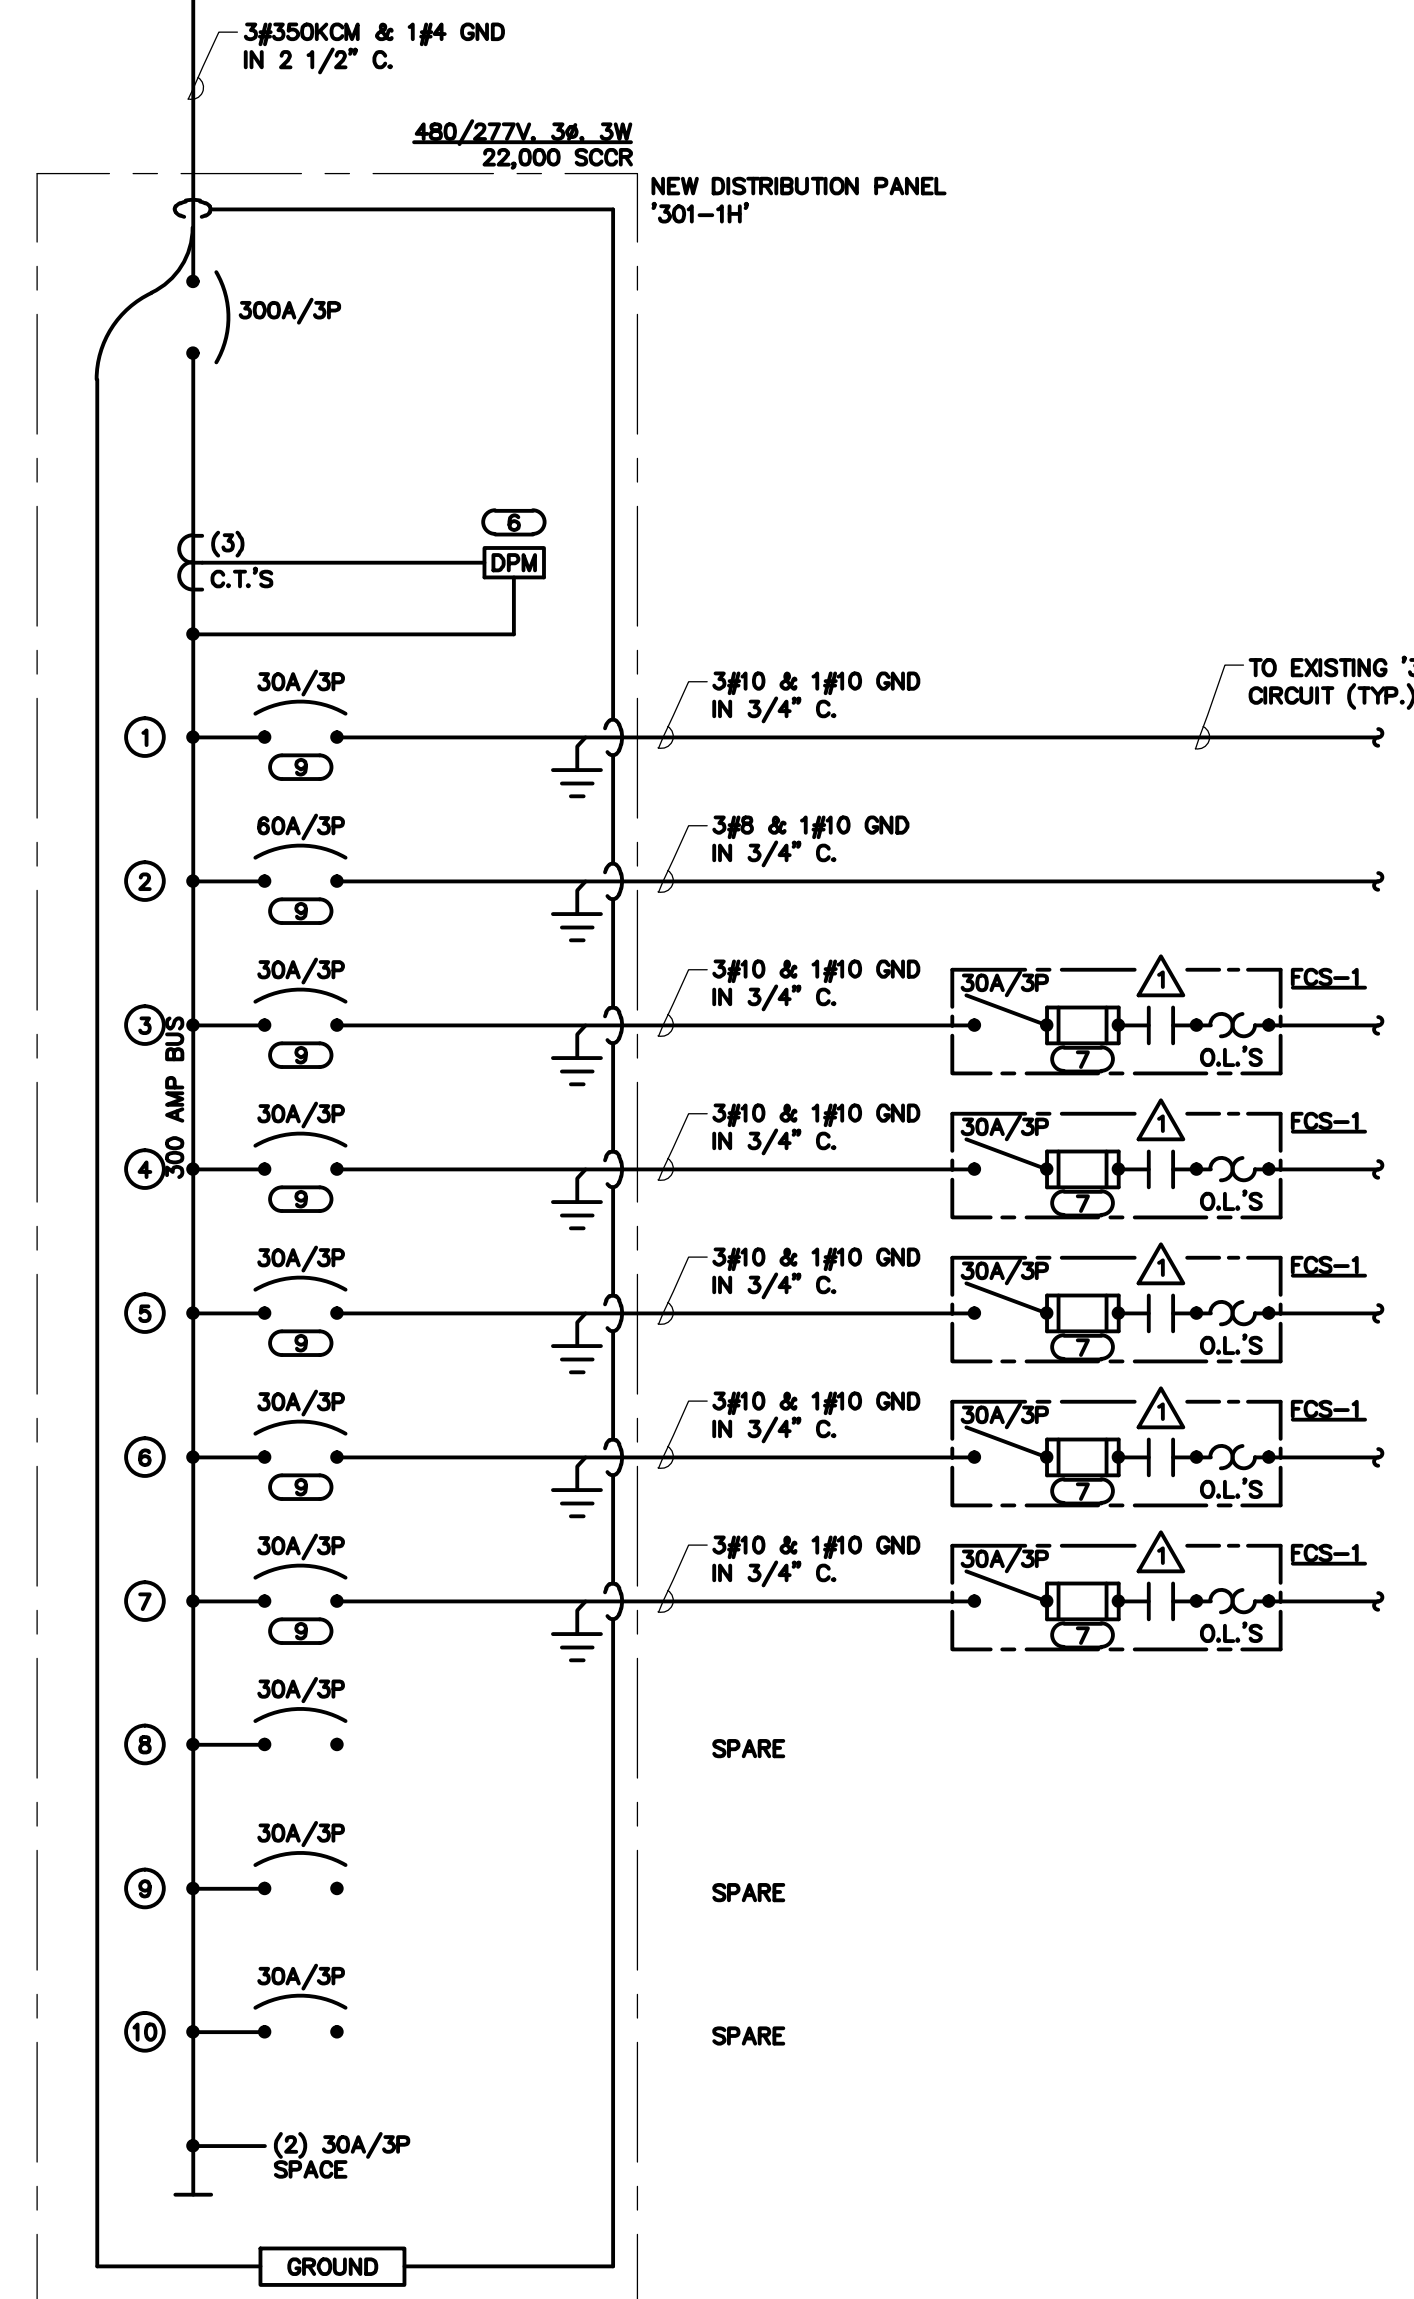 3#350KCM & 1#4 GND
IN 2 1/2" C.
480/277V, 3ø, 3W
22,000 SCCR
NEW DISTRIBUTION PANEL
'301-1H'
300A/3P
6
(3)
DPM
C.T.'S
30A/3P
3#10 & 1#10 GND
IN 3/4" C.
TO EXISTING '3
CIRCUIT (TYP.)
1
9
60A/3P
3#8 & 1#10 GND
IN 3/4" C.
2
9
30A/3P
3#10 & 1#10 GND
IN 3/4" C.
30A/3P
1
FCS-1
3
9
7
O.L.'S
300 AMP BUS
30A/3P
3#10 & 1#10 GND
IN 3/4" C.
30A/3P
1
FCS-1
4
9
7
O.L.'S
30A/3P
3#10 & 1#10 GND
IN 3/4" C.
30A/3P
1
FCS-1
5
9
7
O.L.'S
30A/3P
3#10 & 1#10 GND
IN 3/4" C.
30A/3P
1
FCS-1
6
9
7
O.L.'S
30A/3P
3#10 & 1#10 GND
IN 3/4" C.
30A/3P
1
FCS-1
7
9
7
O.L.'S
30A/3P
8
SPARE
30A/3P
9
SPARE
30A/3P
10
SPARE
(2) 30A/3P
SPACE
GROUND